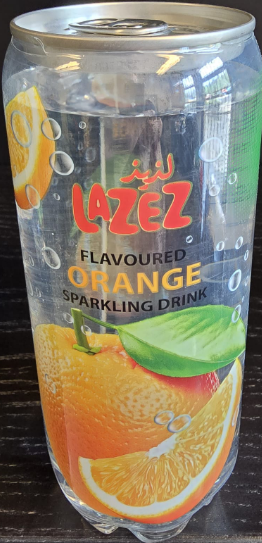 لذيذ
LAZEZ
FLAVOURED
ORANGE
SPARKLING DRINK